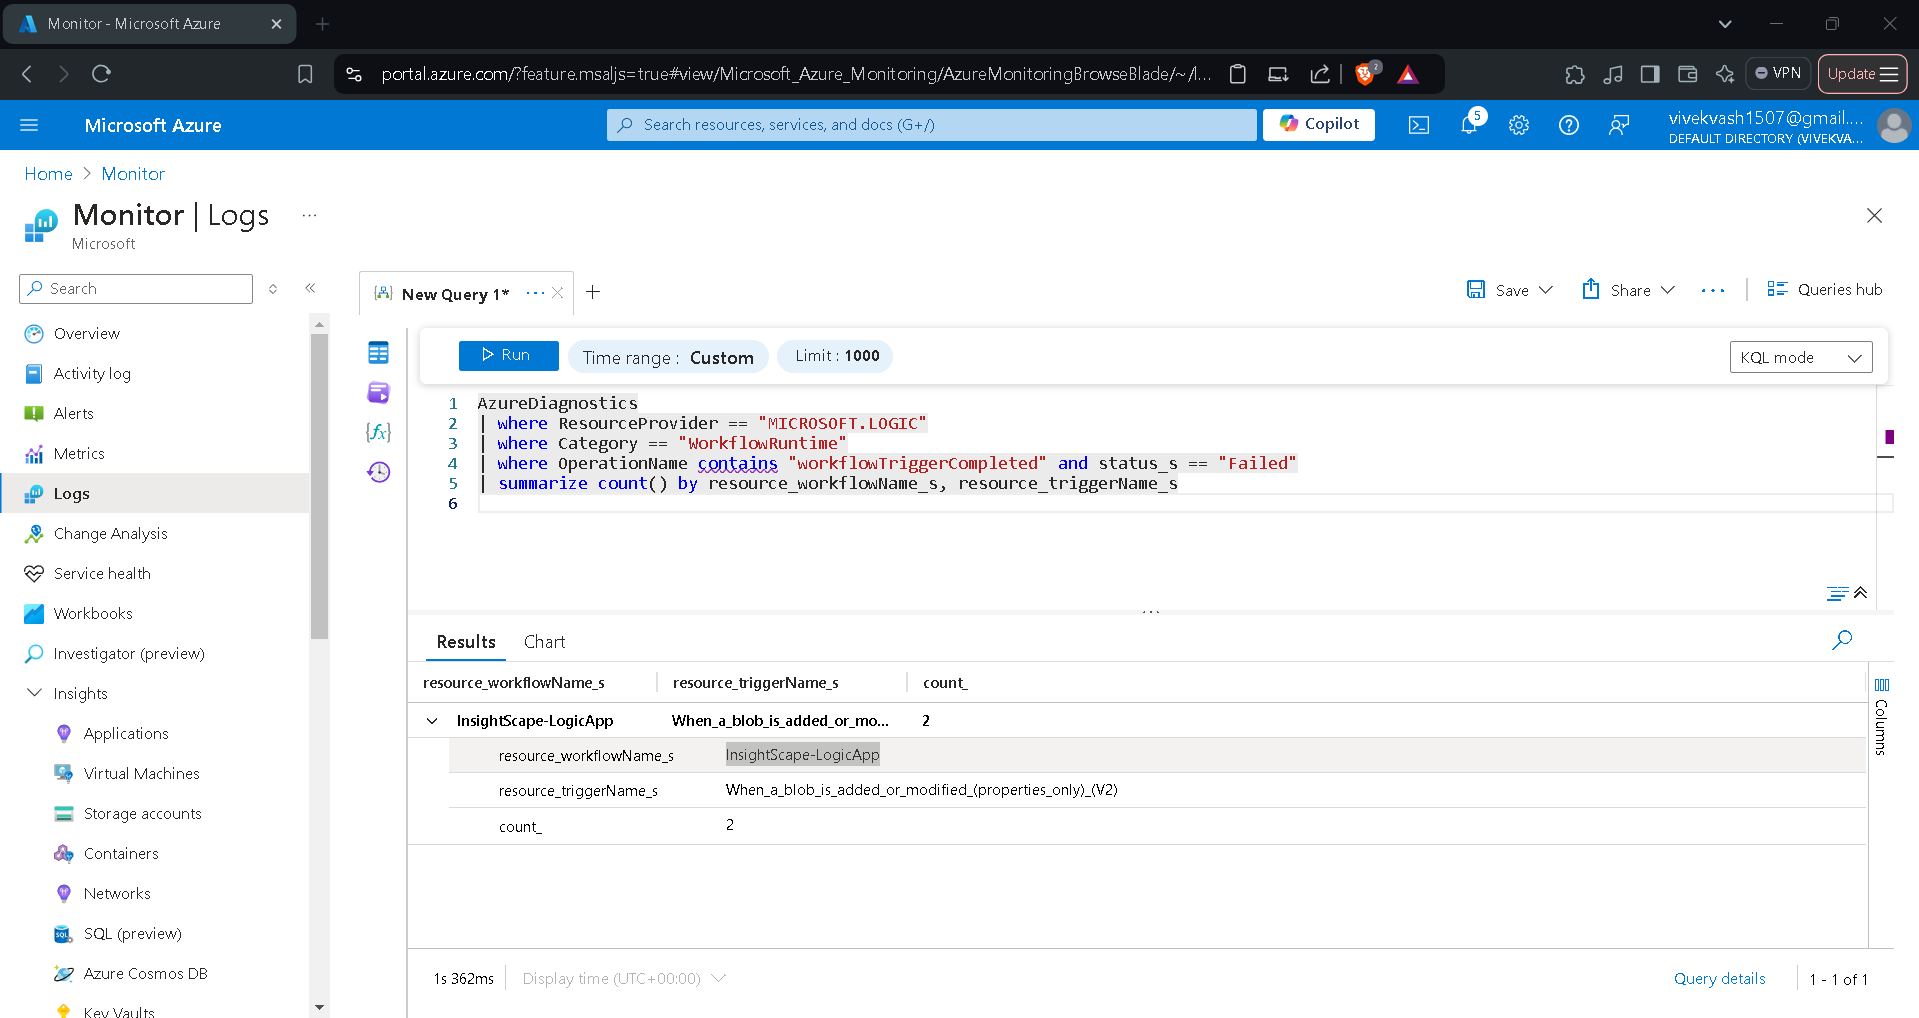 Monitor - Microsoft Azure
portal.azure.com/?feature.msaljs=true#view/Microsoft_Azure_Monitoring/AzureMonitoringBrowseBlade/~/l...
2
VPN
Update
Microsoft Azure
Search resources, services, and docs (G+/)
Copilot
5
vivekvash1507@gmail....
DEFAULT DIRECTORY (VIVEKVA...
Home > Monitor
Monitor | Logs ...
Microsoft
Search
New Query 1* ...
Save
Share
...
Queries hub
Overview
Activity log
Alerts
Metrics
Logs
Change Analysis
Service health
Workbooks
Investigator (preview)
Insights
Applications
Virtual Machines
Storage accounts
Containers
Networks
SQL (preview)
Azure Cosmos DB
Key Vaults
Run
Time range : Custom
Limit : 1000
KQL mode
1 AzureDiagnostics
2 | where ResourceProvider == "MICROSOFT.LOGIC"
3 | where Category == "WorkflowRuntime"
4 | where OperationName contains "workflowTriggerCompleted" and status_s == "Failed"
5 | summarize count() by resource_workflowName_s, resource_triggerName_s
6
Results Chart
resource_workflowName_s resource_triggerName_s count_
InsightScape-LogicApp When_a_blob_is_added_or_mo... 2
resource_workflowName_s InsightScape-LogicApp
resource_triggerName_s When_a_blob_is_added_or_modified_(properties_only)_(V2)
count_ 2
Columns
1s 362ms Display time (UTC+00:00)
Query details 1 - 1 of 1